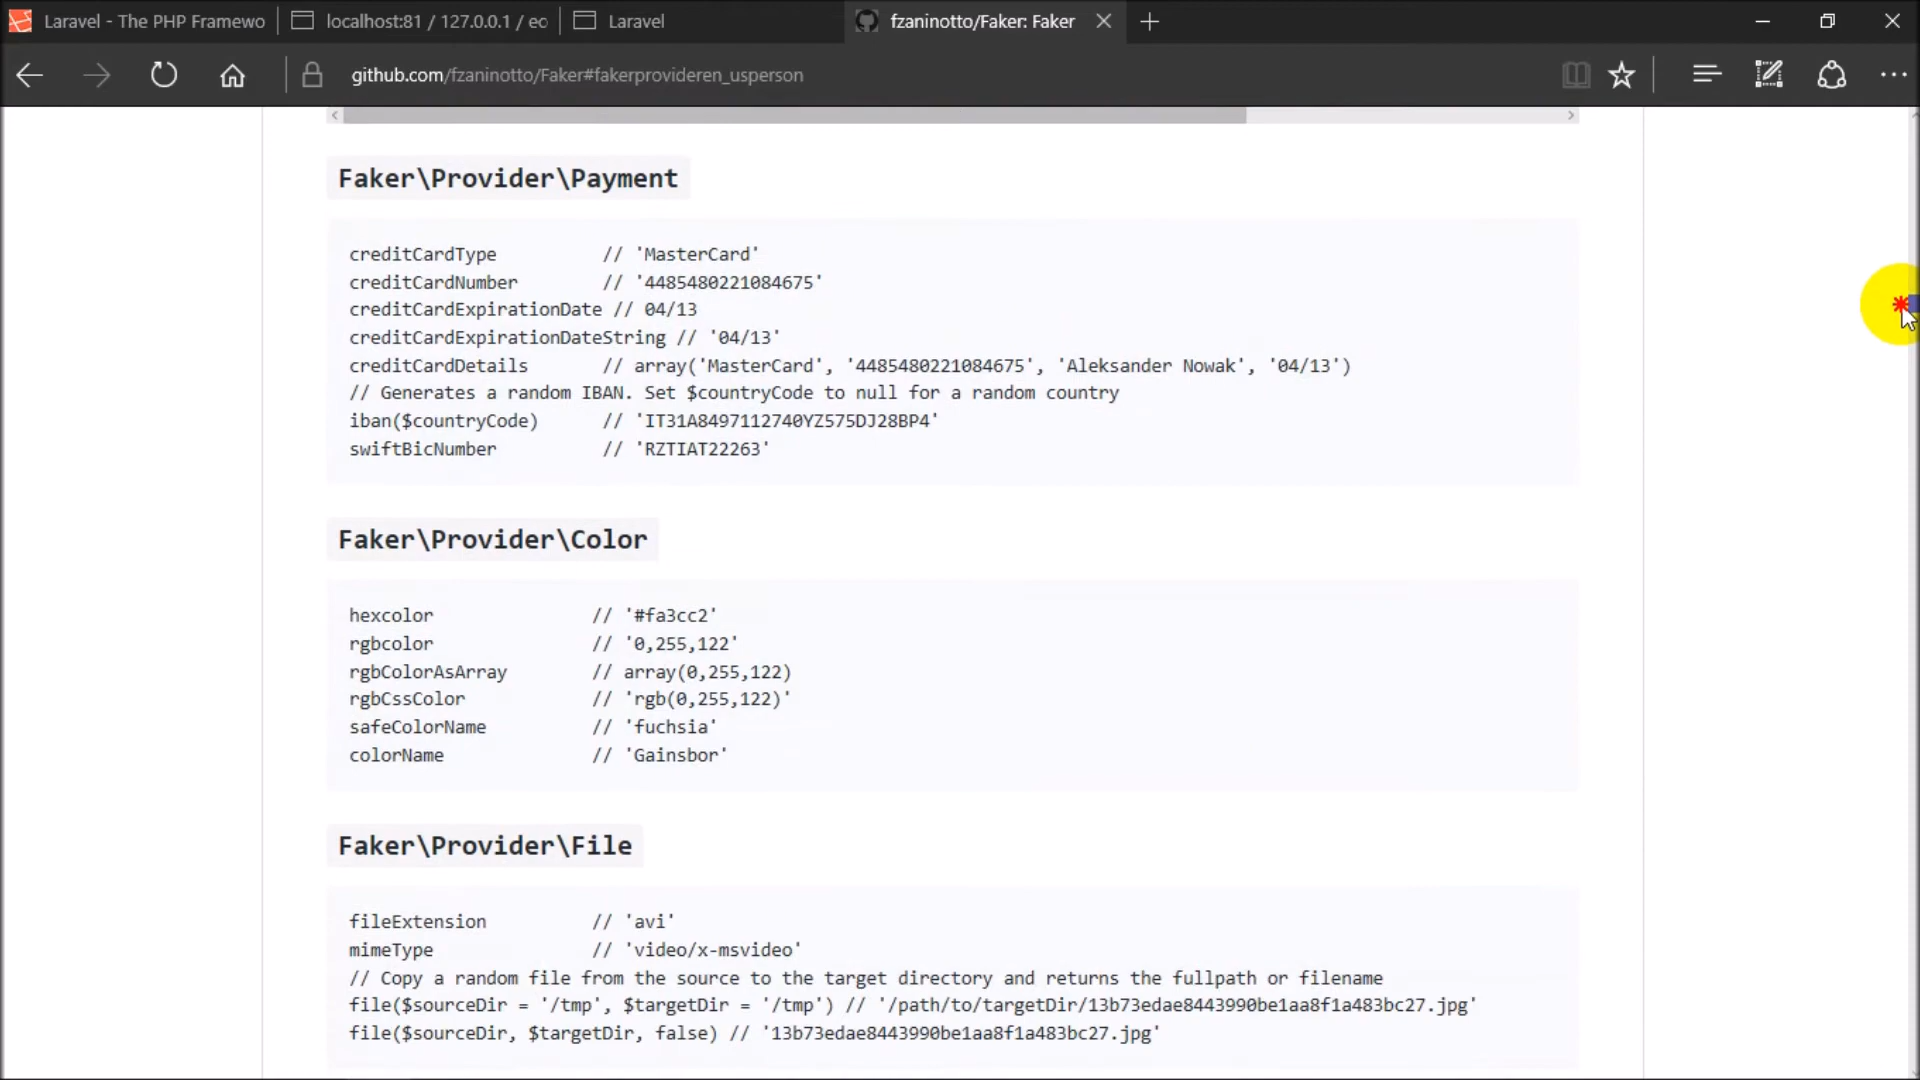 Laravel - The PHP Framewo
localhost:81 / 127.0.0.1 / ec
Laravel
fzaninotto/Faker: Faker
github.com/fzaninotto/Faker#fakerprovideren_usperson
Faker\Provider\Payment
creditCardType // 'MasterCard'
creditCardNumber // '4485480221084675'
creditCardExpirationDate // 04/13
creditCardExpirationDateString // '04/13'
creditCardDetails // array('MasterCard', '4485480221084675', 'Aleksander Nowak', '04/13')
// Generates a random IBAN. Set $countryCode to null for a random country
iban($countryCode) // 'IT31A8497112740YZ575DJ28BP4'
swiftBicNumber // 'RZTIAT22263'
Faker\Provider\Color
hexcolor // '#fa3cc2'
rgbcolor // '0,255,122'
rgbColorAsArray // array(0,255,122)
rgbCssColor // 'rgb(0,255,122)'
safeColorName // 'fuchsia'
colorName // 'Gainsbor'
Faker\Provider\File
fileExtension // 'avi'
mimeType // 'video/x-msvideo'
// Copy a random file from the source to the target directory and returns the fullpath or filename
file($sourceDir = '/tmp', $targetDir = '/tmp') // '/path/to/targetDir/13b73edae8443990be1aa8f1a483bc27.jpg'
file($sourceDir, $targetDir, false) // '13b73edae8443990be1aa8f1a483bc27.jpg'